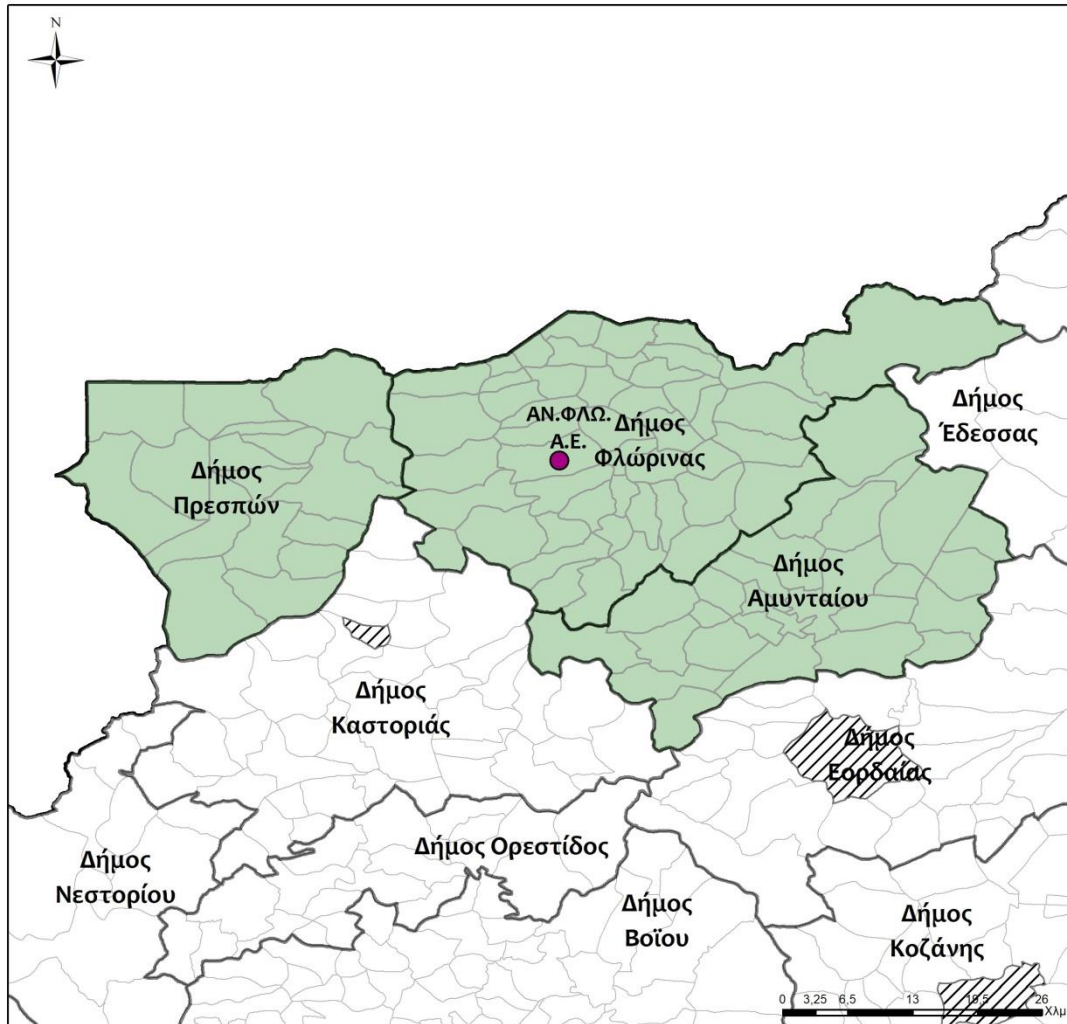 N
Δήμος
Έδεσσας
ΑΝ.ΦΛΩ.
Α.Ε.
Δήμος
Φλώρινας
Δήμος
Πρεσπών
Δήμος
Αμυνταίου
Δήμος
Καστοριάς
Δήμος
Εορδαίας
Δήμος Ορεστίδος
Δήμος
Νεστορίου
Δήμος
Βοΐου
Δήμος
Κοζάνης
0 3,25 6,5 13 19,5 26
Χλμ